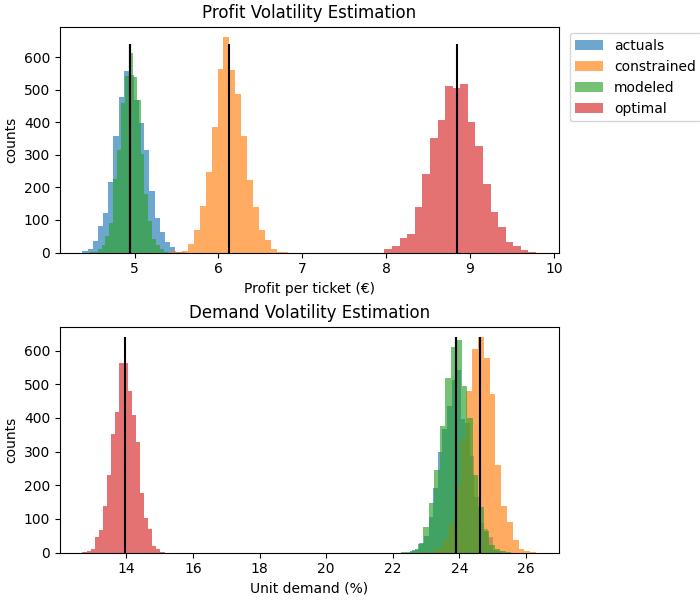 Profit Volatility Estimation
counts
600
500
400
300
200
100
0
5
6
7
8
9
10
Profit per ticket (€)
actuals
constrained
modeled
optimal
Demand Volatility Estimation
counts
600
500
400
300
200
100
0
14
16
18
20
22
24
26
Unit demand (%)